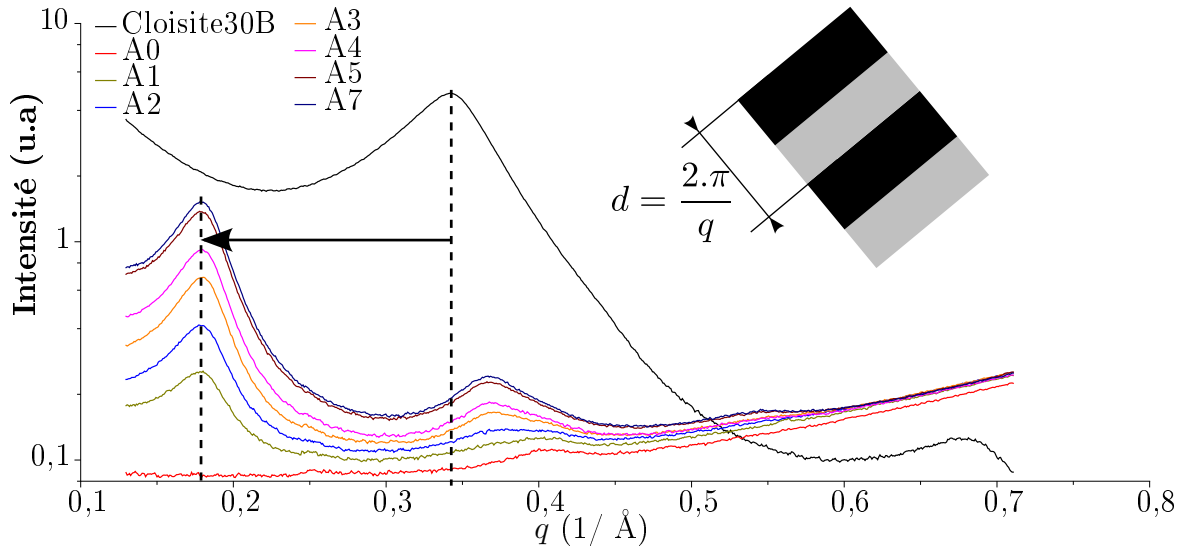 10
1
0,1
Intensité (u.a)
Cloisite30B
A0
A1
A2
A3
A4
A5
A7
d = 2.π / q
0,1 0,2 0,3 0,4 0,5 0,6 0,7 0,8
q (1/ Å)